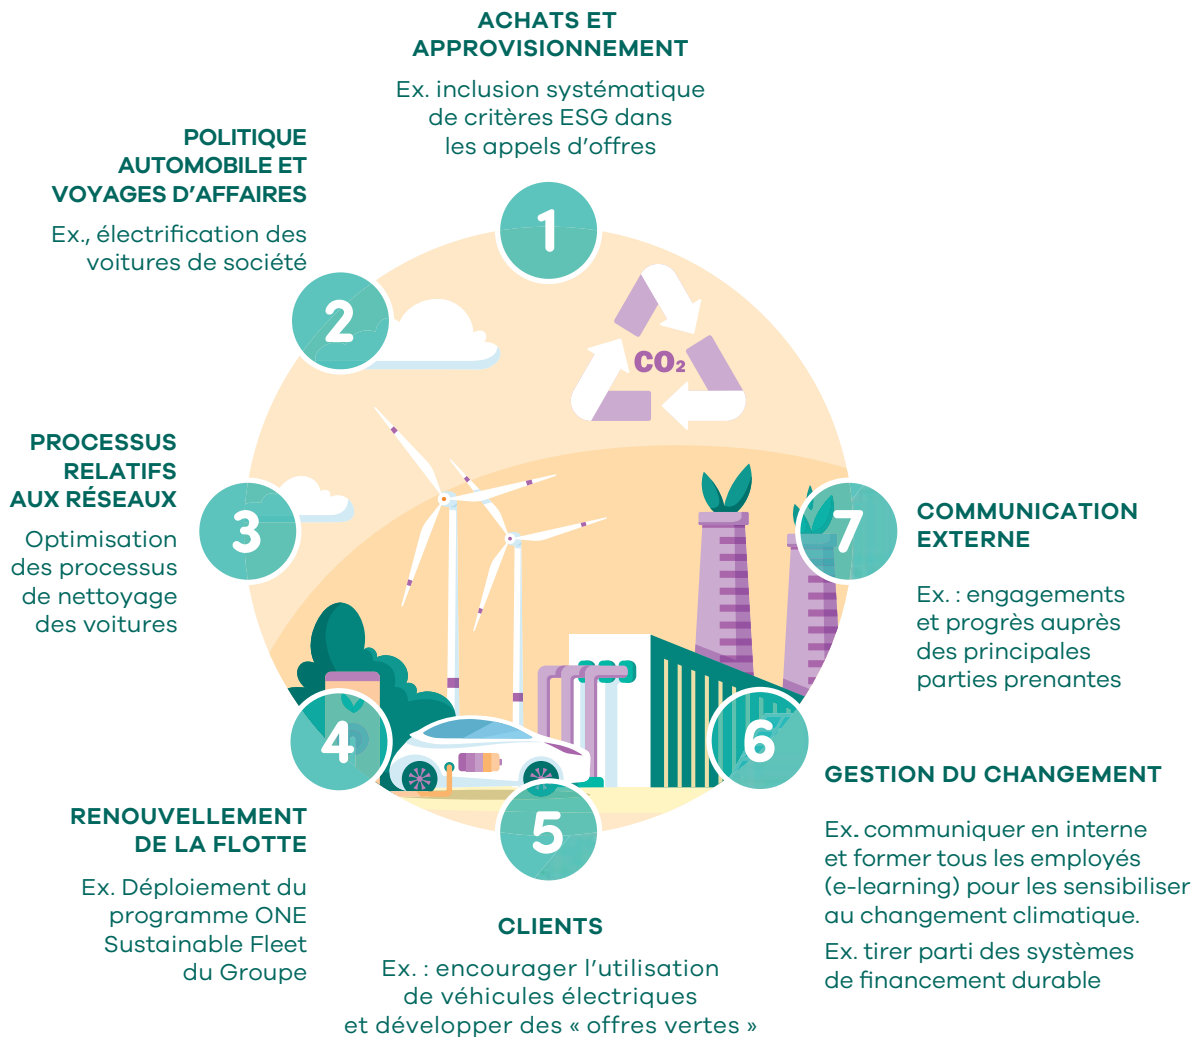 ACHATS ET
APPROVISIONNEMENT
Ex. inclusion systématique
de critères ESG dans
les appels d’offres
1
POLITIQUE
AUTOMOBILE ET
VOYAGES D’AFFAIRES
Ex., électrification des
voitures de société
2
PROCESSUS
RELATIFS
AUX RÉSEAUX
Optimisation
des processus
de nettoyage
des voitures
3
RENOUVELLEMENT
DE LA FLOTTE
Ex. Déploiement du
programme ONE
Sustainable Fleet
du Groupe
4
CLIENTS
Ex. : encourager l’utilisation
de véhicules électriques
et développer des « offres vertes »
5
GESTION DU CHANGEMENT
Ex. communiquer en interne
et former tous les employés
(e-learning) pour les sensibiliser
au changement climatique.
Ex. tirer parti des systèmes
de financement durable
6
COMMUNICATION
EXTERNE
Ex. : engagements
et progrès auprès
des principales
parties prenantes
7
CO₂